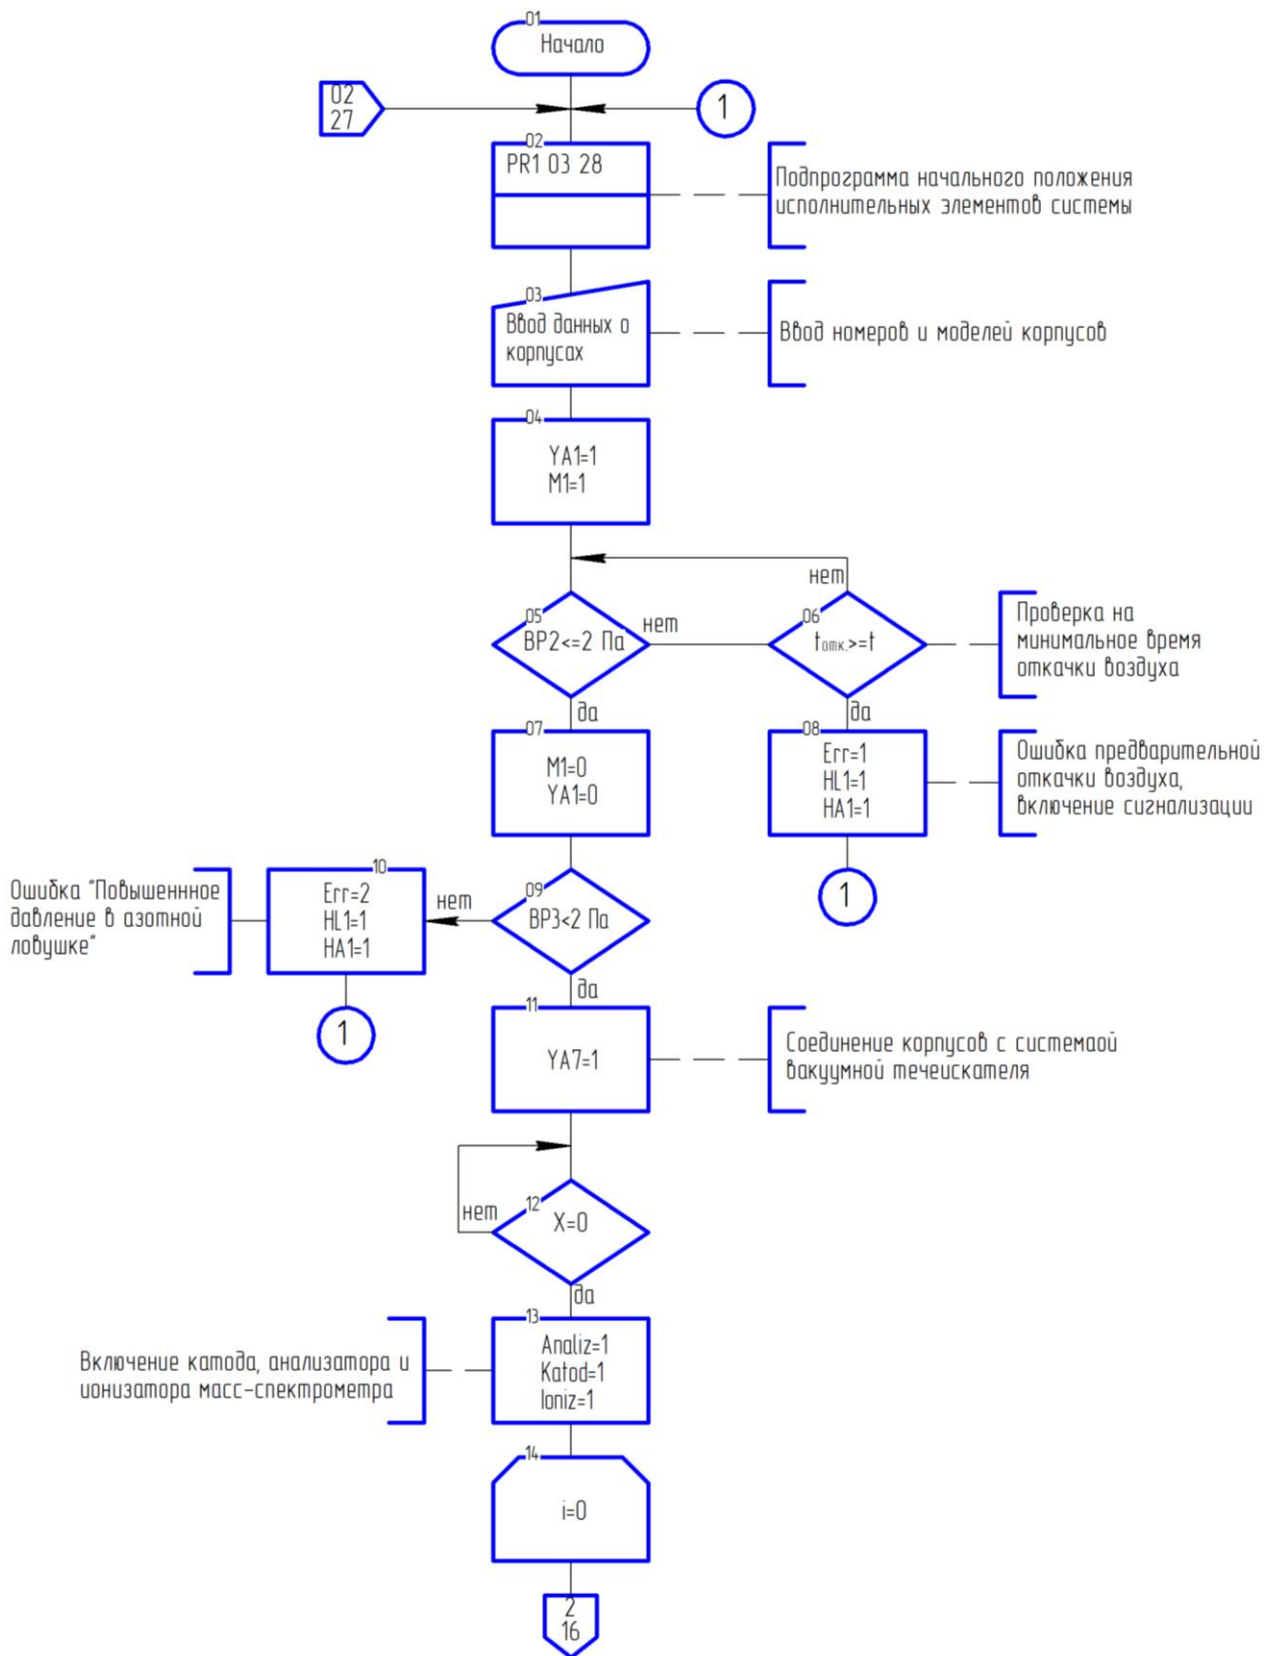 01
Начало
02
27
1
02
PR1 03 28
Подпрограмма начального положения
исполнительных элементов системы
03
Ввод данных о
корпусах
Ввод номеров и моделей корпусов
04
YA1=1
M1=1
нет
05
BP2<=2 Па
нет
06
tотк.>=t
Проверка на
минимальное время
откачки воздуха
да
да
07
M1=0
YA1=0
08
Err=1
HL1=1
HA1=1
Ошибка предварительной
откачки воздуха,
включение сигнализации
1
Ошибка "Повышеннное
давление в азотной
ловушке"
10
Err=2
HL1=1
HA1=1
нет
09
BP3<2 Па
да
1
11
YA7=1
Соединение корпусов с системаой
вакуумной течеискателя
нет
12
X=0
да
Включение катода, анализатора и
ионизатора масс-спектрометра
13
Analiz=1
Katod=1
Ioniz=1
14
i=0
2
16